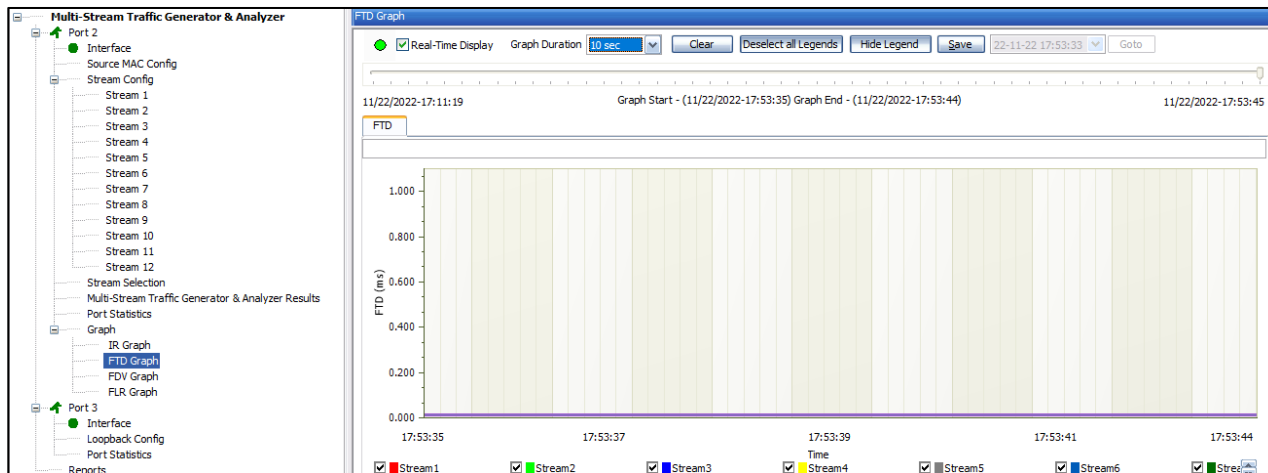 Multi-Stream Traffic Generator & Analyzer
Port 2
Interface
Source MAC Config
Stream Config
Stream 1
Stream 2
Stream 3
Stream 4
Stream 5
Stream 6
Stream 7
Stream 8
Stream 9
Stream 10
Stream 11
Stream 12
Stream Selection
Multi-Stream Traffic Generator & Analyzer Results
Port Statistics
Graph
IR Graph
FTD Graph
FDV Graph
FLR Graph
Port 3
Interface
Loopback Config
Port Statistics
Reports
FTD Graph
Real-Time Display Graph Duration 10 sec Clear Deselect all Legends Hide Legend Save 22-11-22 17:53:33 Goto
11/22/2022-17:11:19 Graph Start - (11/22/2022-17:53:35) Graph End - (11/22/2022-17:53:44) 11/22/2022-17:53:45
FTD
1.000
0.800
0.600
0.400
0.200
0.000
FTD (ms)
17:53:35 17:53:37 17:53:39 17:53:41 17:53:44
Time
Stream1 Stream2 Stream3 Stream4 Stream5 Stream6